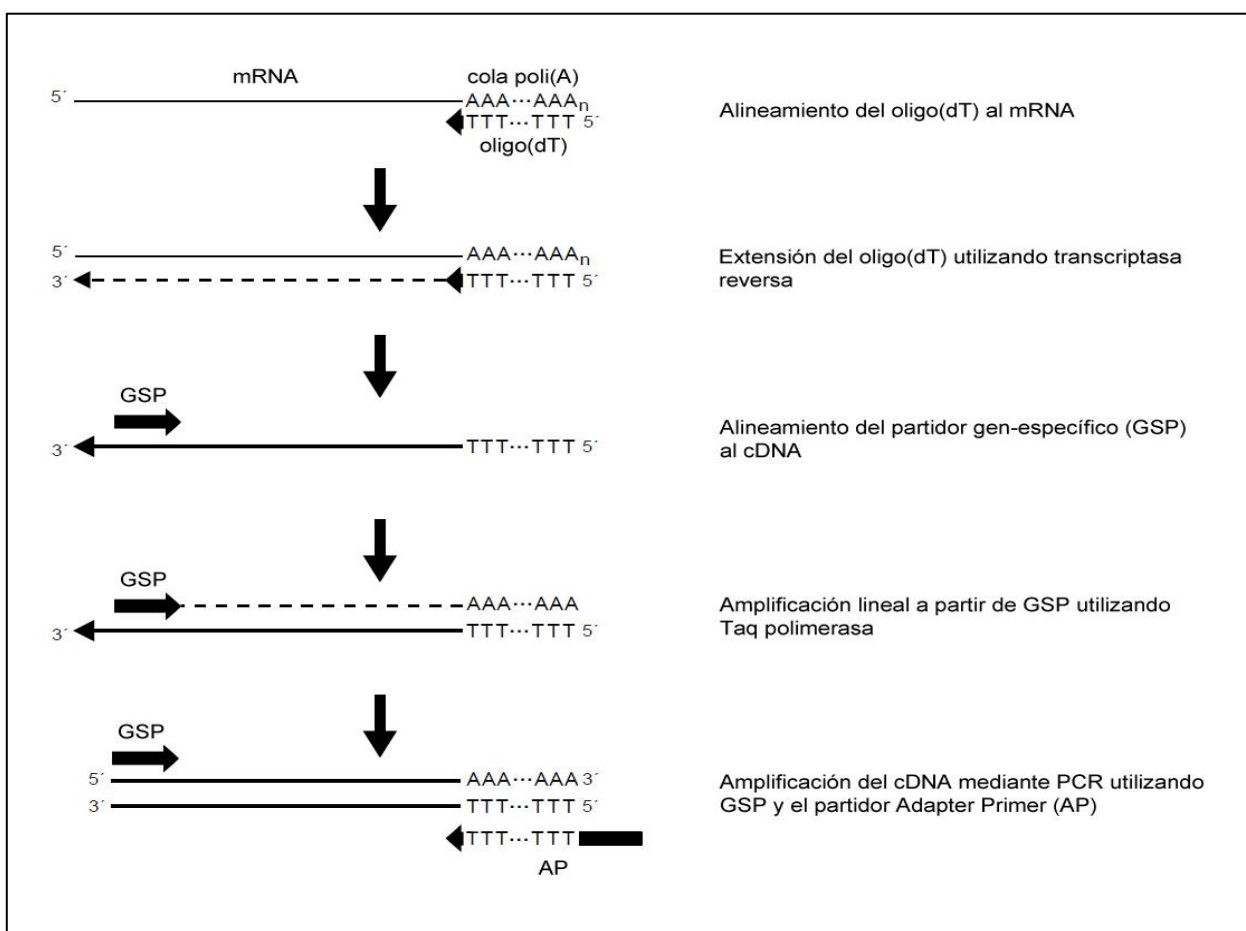 mRNA
cola poli(A)
5´
AAA···AAAn
TTT···TTT 5´
oligo(dT)
Alineamiento del oligo(dT) al mRNA
5´
AAA···AAAn
3´
TTT···TTT 5´
Extensión del oligo(dT) utilizando transcriptasa
reversa
GSP
3´
TTT···TTT 5´
Alineamiento del partidor gen-específico (GSP)
al cDNA
GSP
AAA···AAA
3´
TTT···TTT 5´
Amplificación lineal a partir de GSP utilizando
Taq polimerasa
GSP
5´
AAA···AAA 3´
3´
TTT···TTT 5´
TTT···TTT
AP
Amplificación del cDNA mediante PCR utilizando
GSP y el partidor Adapter Primer (AP)